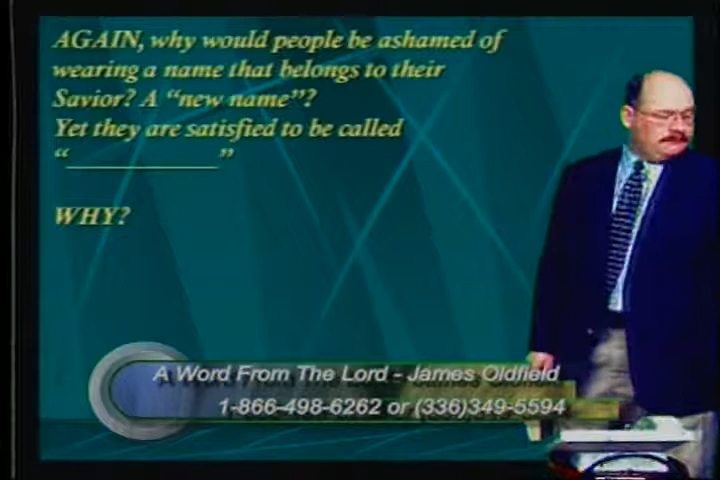 AGAIN, why would people be ashamed of
wearing a name that belongs to their
Savior? A “new name”?
Yet they are satisfied to be called
“____________”
WHY?
A Word From The Lord - James Oldfield
1-866-498-6262 or (336)349-5594